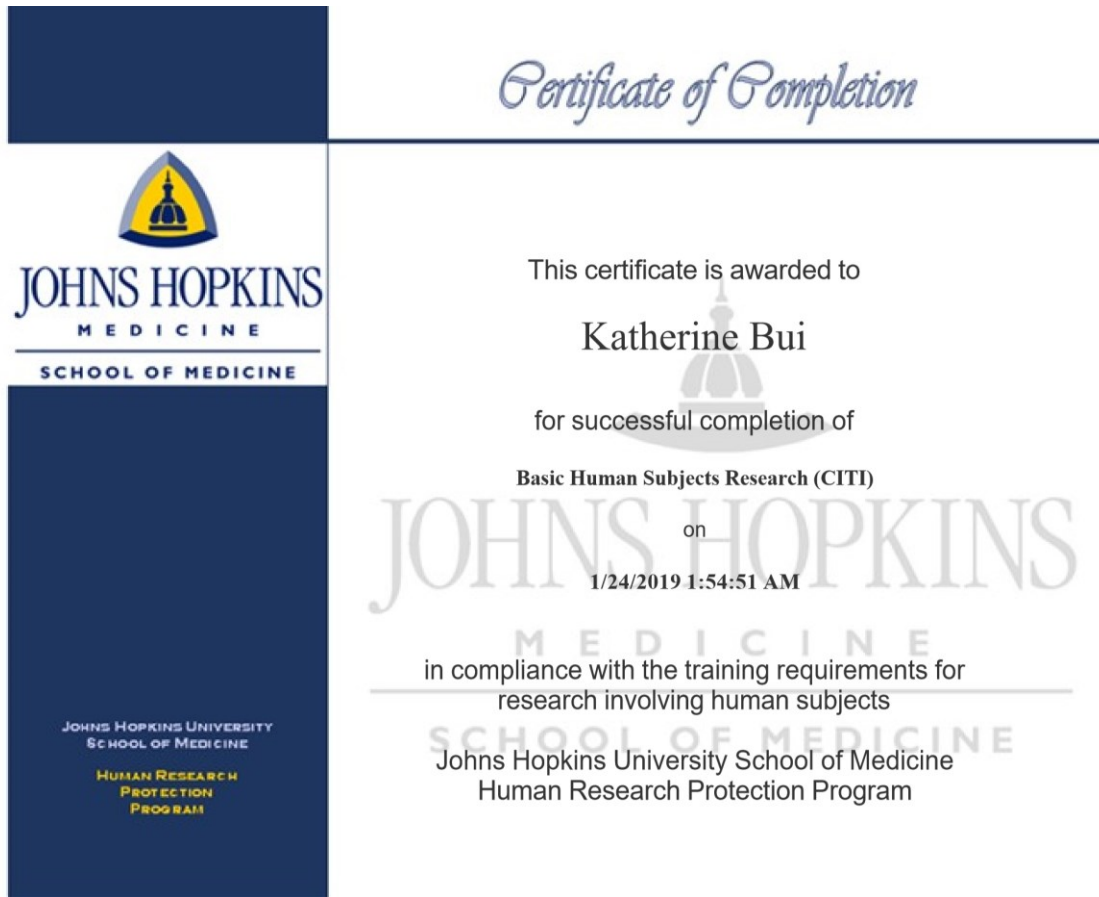 Certificate of Completion
JOHNS HOPKINS
MEDICINE
SCHOOL OF MEDICINE
This certificate is awarded to
Katherine Bui
for successful completion of
Basic Human Subjects Research (CITI)
on
1/24/2019 1:54:51 AM
JOHNS HOPKINS
MEDICINE
in compliance with the training requirements for
research involving human subjects
SCHOOL OF MEDICINE
Johns Hopkins University School of Medicine
Human Research Protection Program
JOHNS HOPKINS UNIVERSITY
SCHOOL OF MEDICINE
HUMAN RESEARCH
PROTECTION
PROGRAM